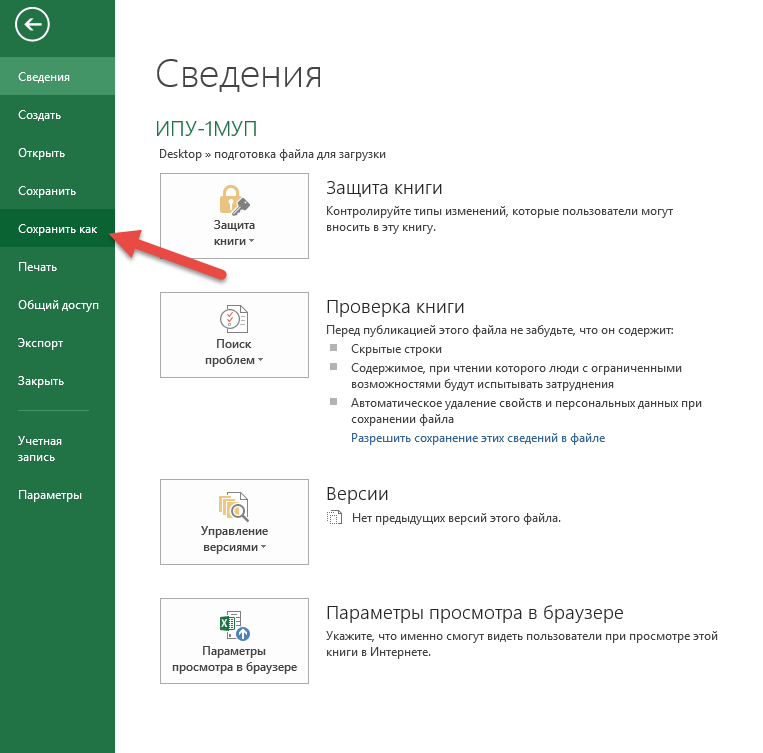 Сведения
Создать
Открыть
Сохранить
Сохранить как
Печать
Общий доступ
Экспорт
Закрыть
Учетная
запись
Параметры
Сведения
ИПУ-1МУП
Desktop » подготовка файла для загрузки
Защита
книги
Защита книги
Контролируйте типы изменений, которые пользователи могут
вносить в эту книгу.
Поиск
проблем
Проверка книги
Перед публикацией этого файла не забудьте, что он содержит:
Скрытые строки
Содержимое, при чтении которого люди с ограниченными
возможностями будут испытывать затруднения
Автоматическое удаление свойств и персональных данных при
сохранении файла
Разрешить сохранение этих сведений в файле
Управление
версиями
Версии
Нет предыдущих версий этого файла.
Параметры
просмотра в браузере
Параметры просмотра в браузере
Укажите, что именно смогут видеть пользователи при просмотре этой
книги в Интернете.